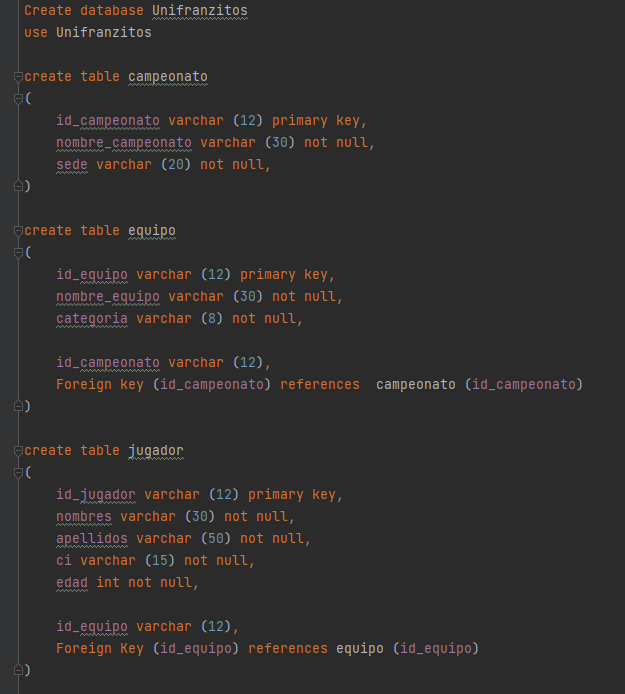 Create database Unifranzitos
use Unifranzitos
create table campeonato
(
id_campeonato varchar (12) primary key,
nombre_campeonato varchar (30) not null,
sede varchar (20) not null,
)
create table equipo
(
id_equipo varchar (12) primary key,
nombre_equipo varchar (30) not null,
categoria varchar (8) not null,
id_campeonato varchar (12),
Foreign key (id_campeonato) references  campeonato (id_campeonato)
)
create table jugador
(
id_jugador varchar (12) primary key,
nombres varchar (30) not null,
apellidos varchar (50) not null,
ci varchar (15) not null,
edad int not null,
id_equipo varchar (12),
Foreign Key (id_equipo) references equipo (id_equipo)
)